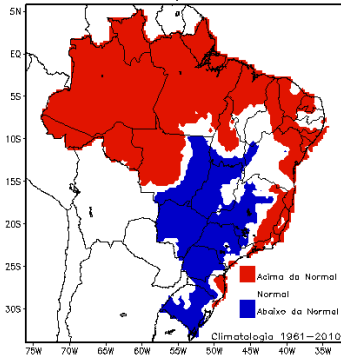 5N
EQ
5S
10S
15S
20S
25S
30S
Acima da Normal
Normal
Abaixo da Normal
Climatologia 1961–2010
75W 70W 65W 60W 55W 50W 45W 40W 35W